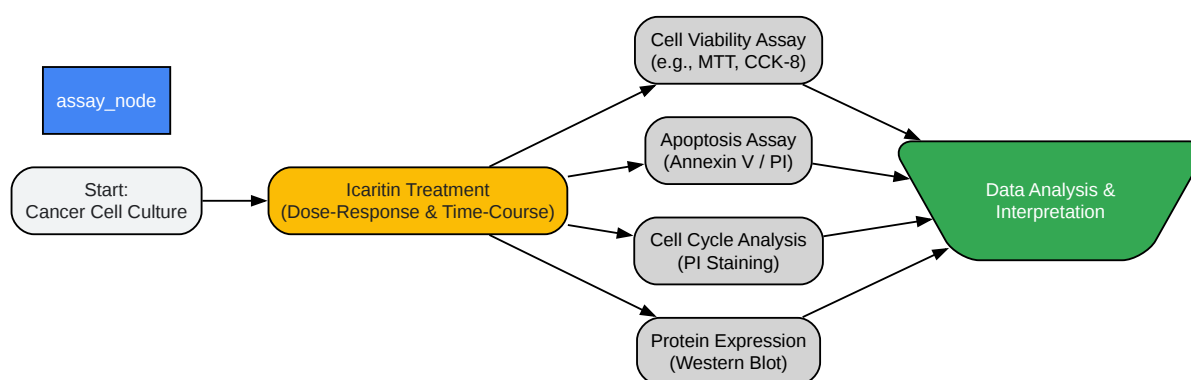 assay_node
Start:
Cancer Cell Culture
Icaritin Treatment
(Dose-Response & Time-Course)
Cell Viability Assay
(e.g., MTT, CCK-8)
Apoptosis Assay
(Annexin V / PI)
Cell Cycle Analysis
(PI Staining)
Protein Expression
(Western Blot)
Data Analysis &
Interpretation